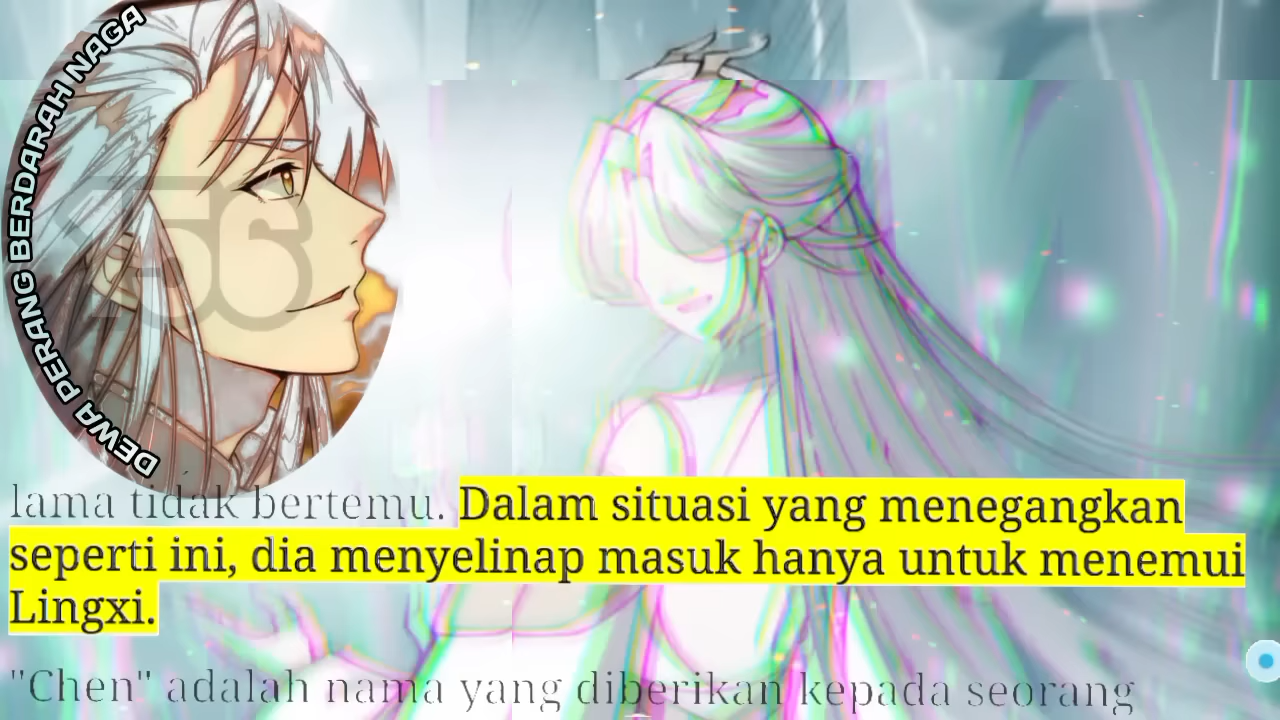 DEWA PERANG BERDARAH NAGA
156
lama tidak bertemu. Dalam situasi yang menegangkan
seperti ini, dia menyelinap masuk hanya untuk menemui
Lingxi.
"Chen" adalah nama yang diberikan kepada seorang